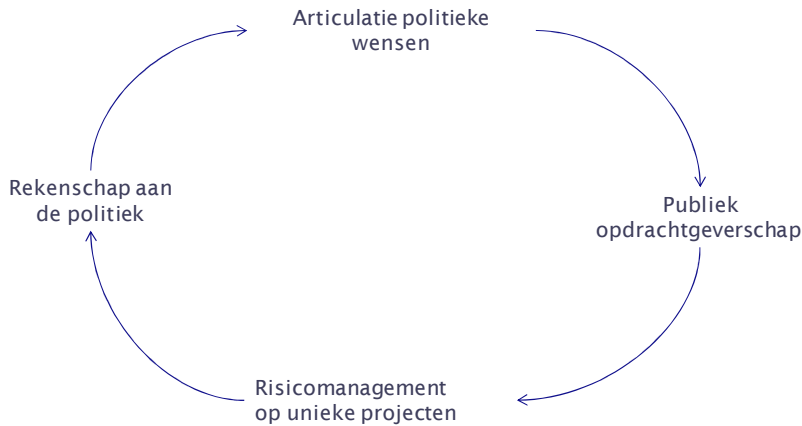 Articulatie politieke
wensen
Rekenschap aan
de politiek
Publiek
opdrachtgeverschap
Risicomanagement
op unieke projecten